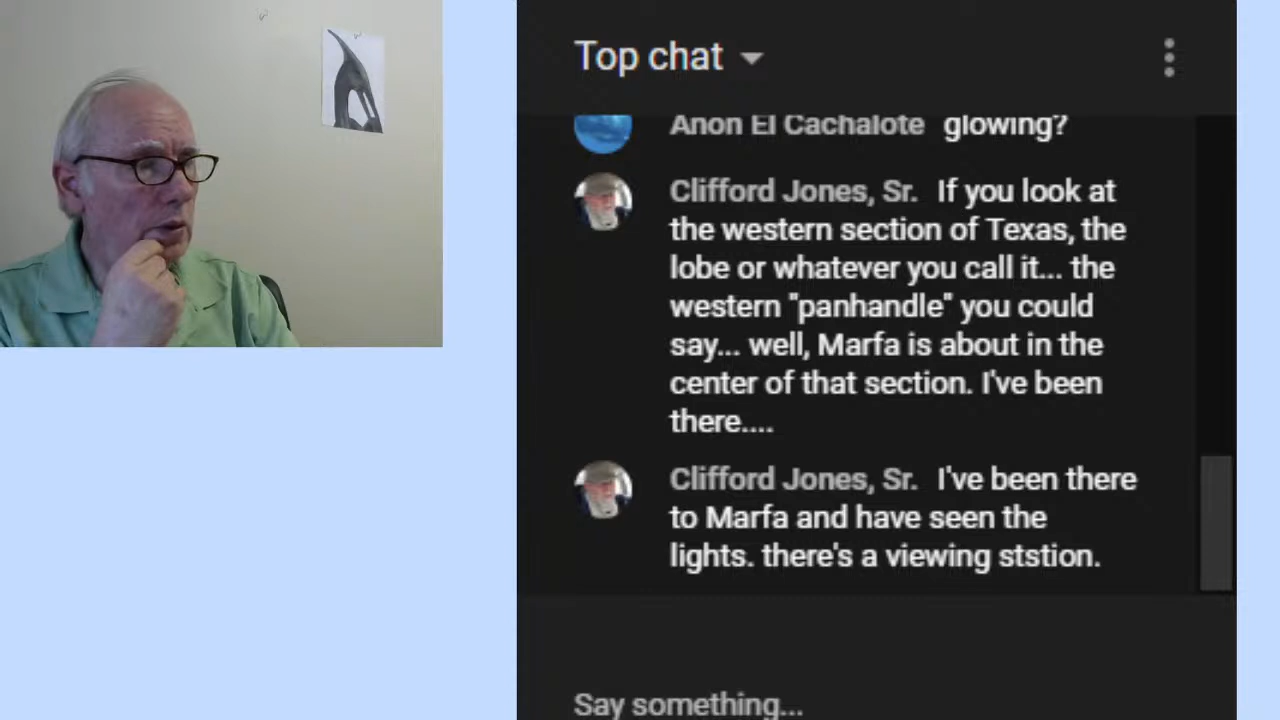 Top chat
Anon El Cachalote glowing?
Clifford Jones, Sr. If you look at
the western section of Texas, the
lobe or whatever you call it... the
western "panhandle" you could
say... well, Marfa is about in the
center of that section. I've been
there....
Clifford Jones, Sr. I've been there
to Marfa and have seen the
lights. there's a viewing ststion.
Say something...